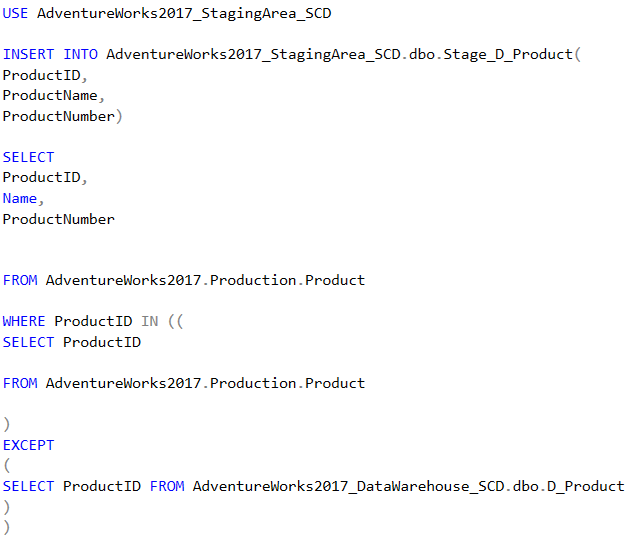 USE AdventureWorks2017_StagingArea_SCD
INSERT INTO AdventureWorks2017_StagingArea_SCD.dbo.Stage_D_Product(
ProductID,
ProductName,
ProductNumber)
SELECT
ProductID,
Name,
ProductNumber
FROM AdventureWorks2017.Production.Product
WHERE ProductID IN ((
SELECT ProductID
FROM AdventureWorks2017.Production.Product
)
EXCEPT
(
SELECT ProductID FROM AdventureWorks2017_DataWarehouse_SCD.dbo.D_Product
)
)